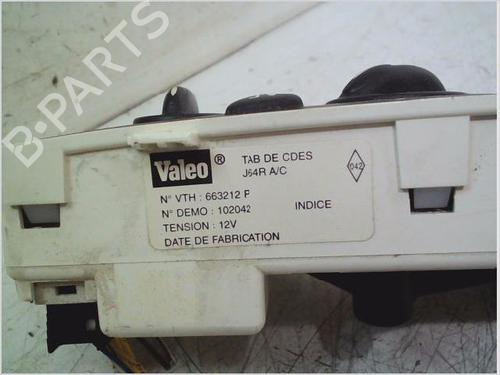 B-PARTS
Valeo ® TAB DE CDES
J64R A/C
042
N° VTH : 663212 P
N° DEMO : 102042
INDICE
TENSION : 12V
DATE DE FABRICATION